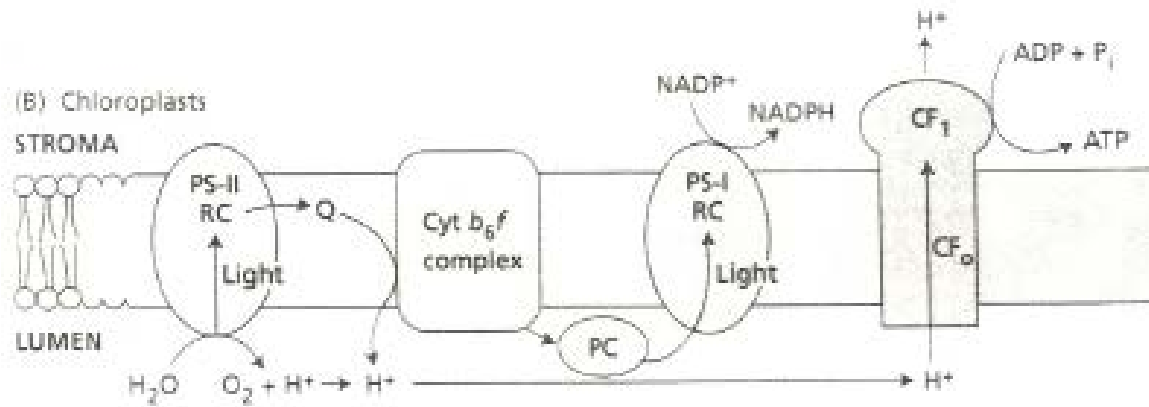 (B) Chloroplasts
STROMA
PS-II
RC
Q
Light
Cyt b₆f
complex
NADP⁺
NADPH
PS-I
RC
Light
H⁺
ADP + Pᵢ
CF₁
ATP
CF₀
LUMEN
PC
H₂O
O₂ + H⁺ → H⁺
H⁺